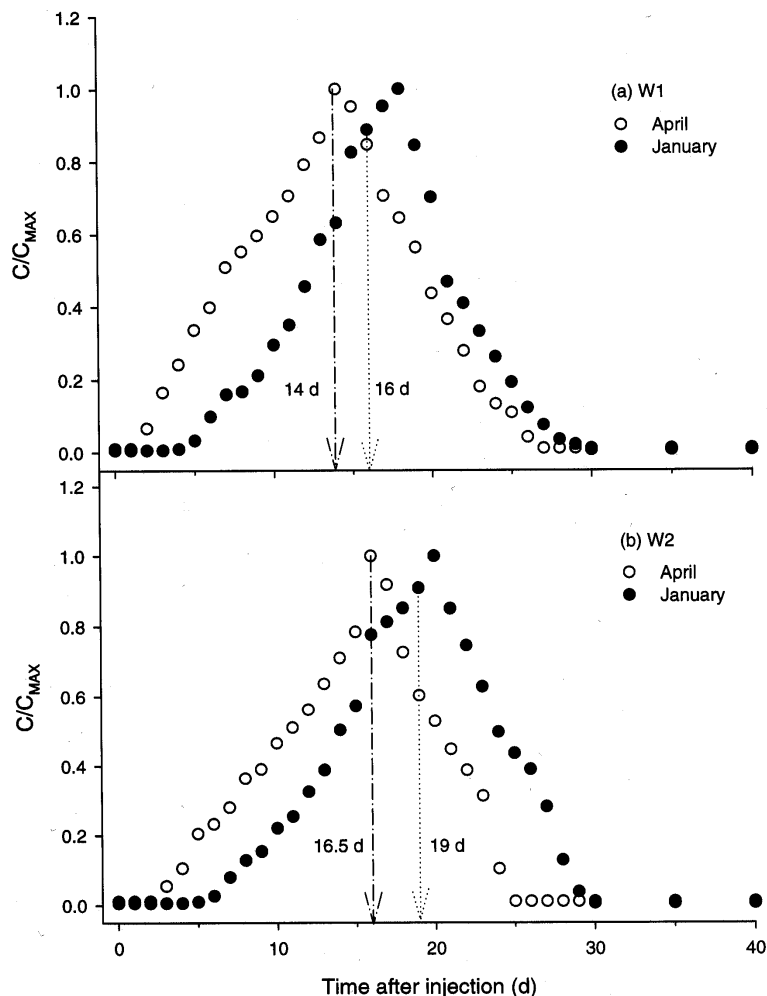 1.2
1.0
0.8
0.6
0.4
0.2
0.0
C/CMAX
(a) W1
April
January
14 d
16 d
1.2
1.0
0.8
0.6
0.4
0.2
0.0
C/CMAX
(b) W2
April
January
16.5 d
19 d
0 10 20 30 40
Time after injection (d)